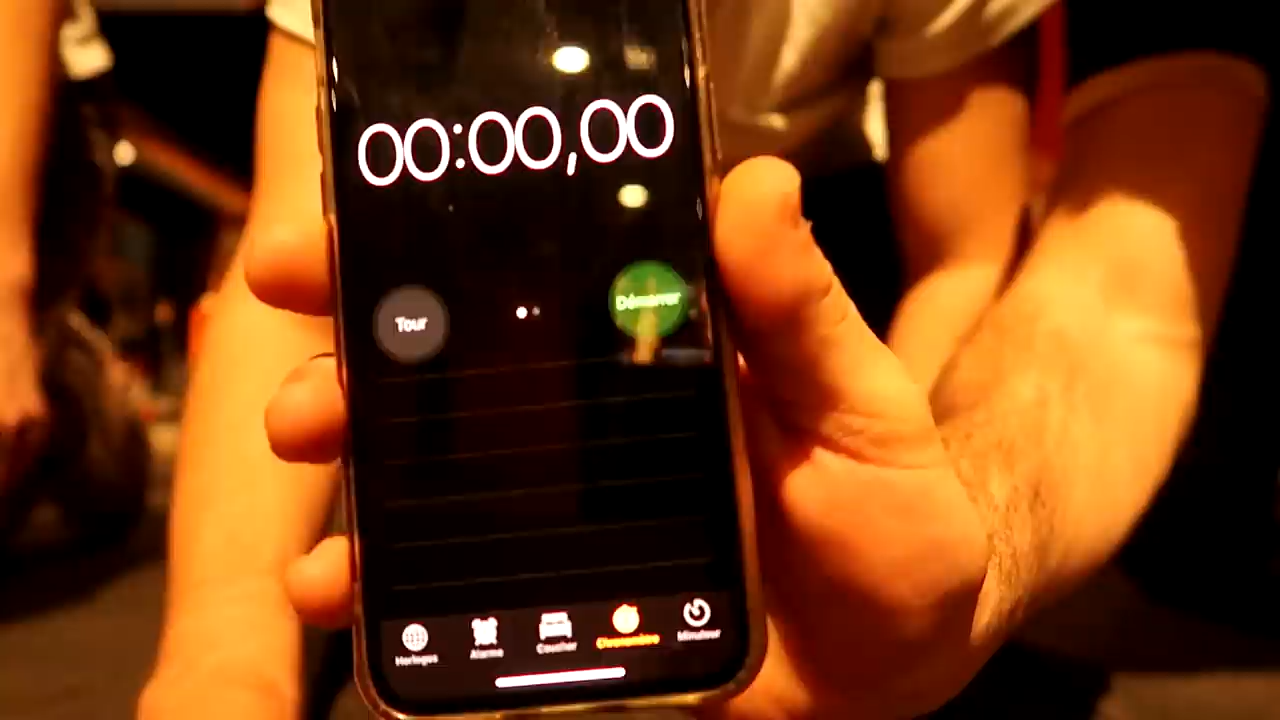 00:00,00
Tour
Démarrer
Horloges
Alarme
Coucher
Chronomètre
Minuteur